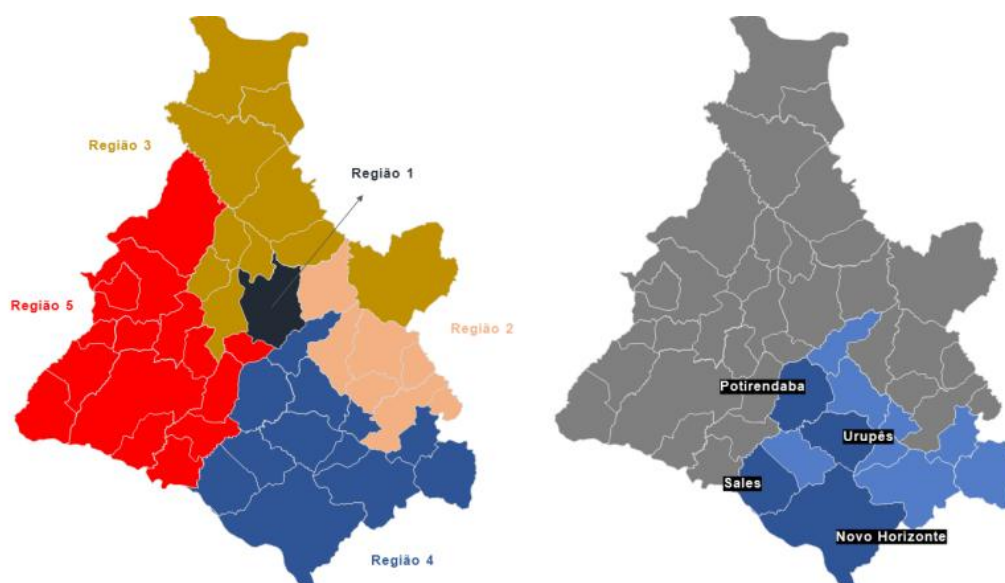 Região 3
Região 1
Região 5
Região 2
Região 4
Potirendaba
Urupês
Sales
Novo Horizonte